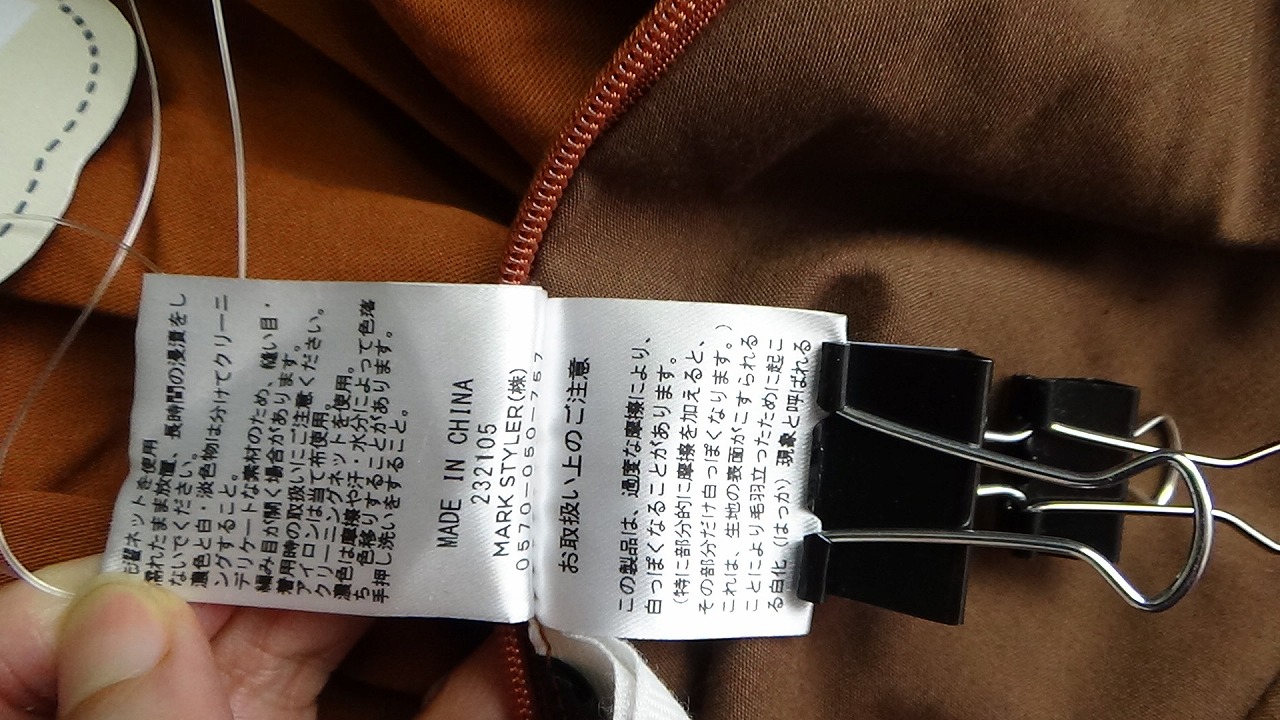 洗濯ネットを使用
濡れたまま放置、長時間の浸漬をし
ないでください。
濃色と白・淡色物は分けてクリーニ
ングすること。
デリケートな素材のため、縫い目・
編み目が開く場合があります。
着用時の取扱いにご注意ください。
アイロンは当て布使用。
クリーニングネットを使用。
濃色は摩擦や汗、水分によって色落
ち、色移りすることがあります。
手押し洗いをすること。
MADE IN CHINA
232105
MARK STYLER(株)
0570-050-757
お取扱い上のご注意
この製品は、過度な摩擦により、
白っぽくなることがあります。
(特に部分的に摩擦を加えると、
その部分だけ白っぽくなります。)
これは、生地の表面がこすられる
ことにより毛羽立ったために起こ
る白化(はっか)現象と呼ばれる